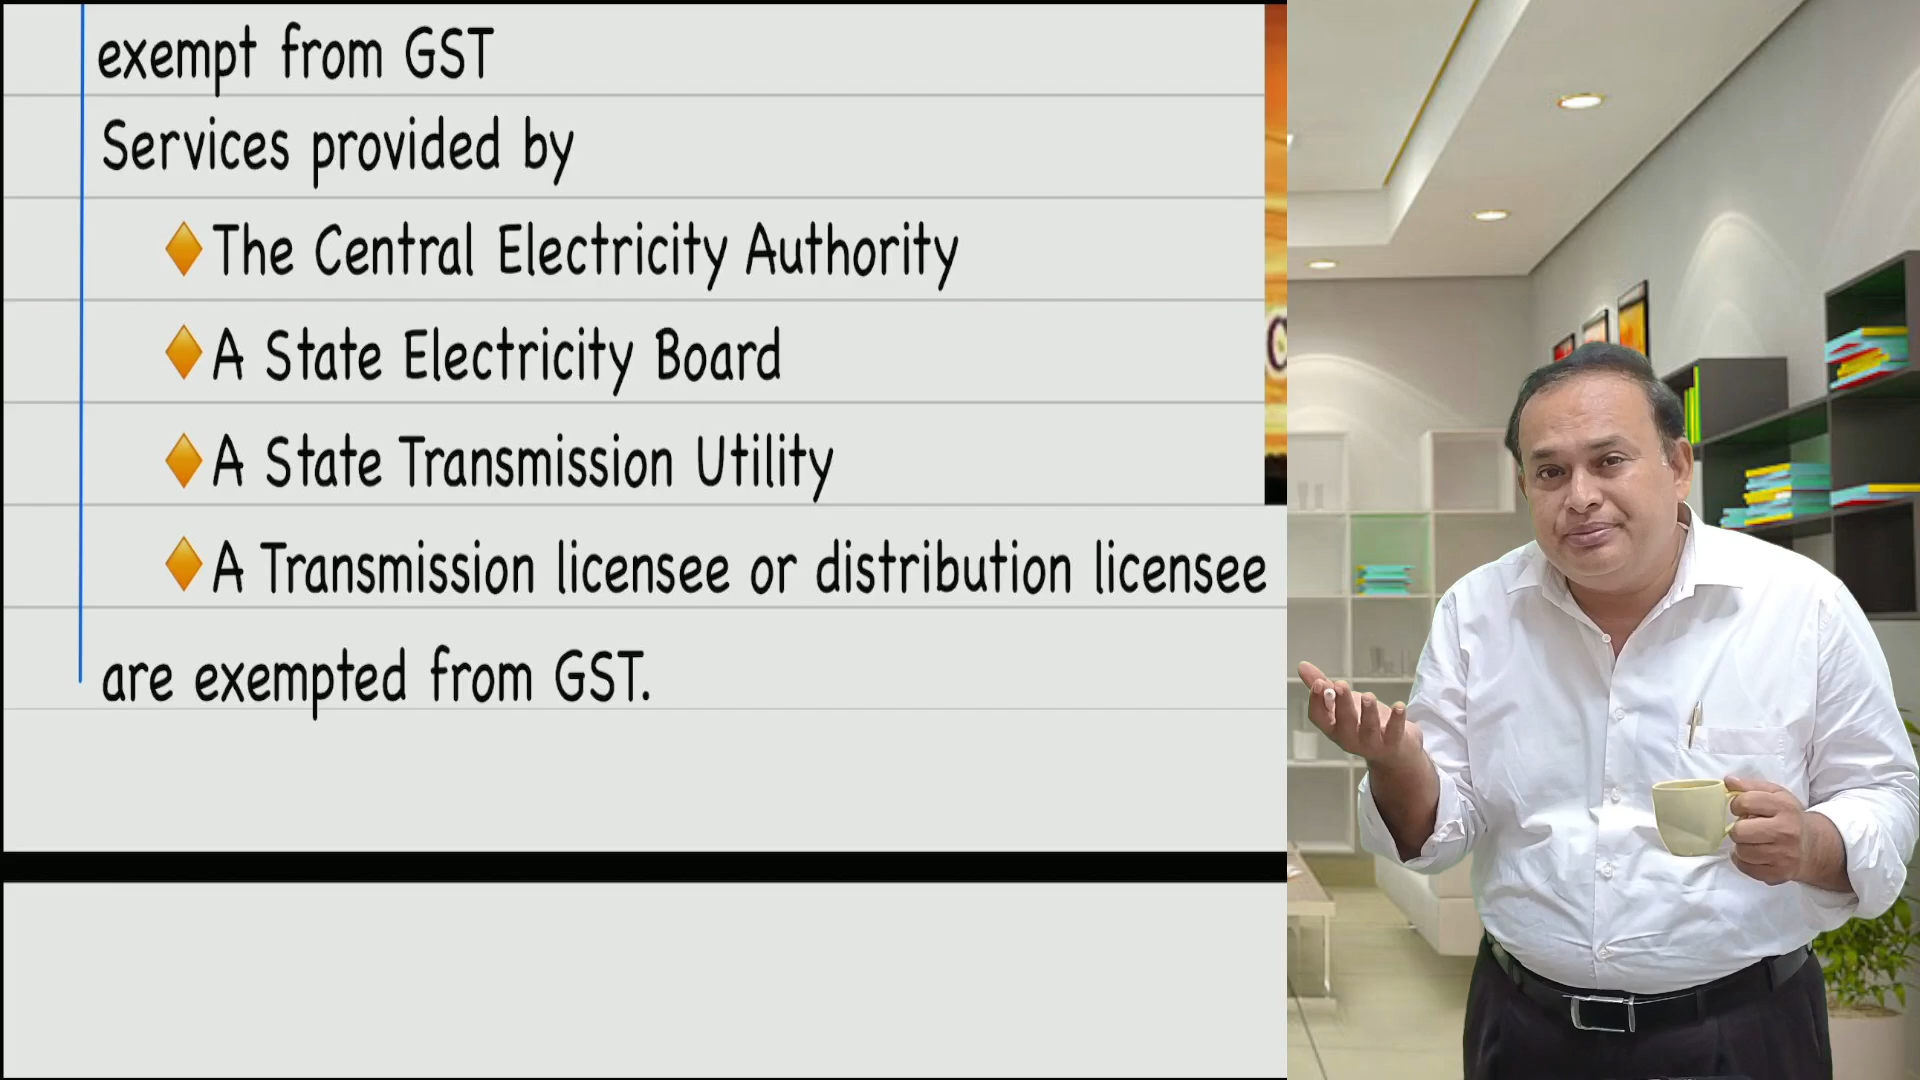 exempt from GST
Services provided by
The Central Electricity Authority
A State Electricity Board
A State Transmission Utility
A Transmission licensee or distribution licensee
are exempted from GST.